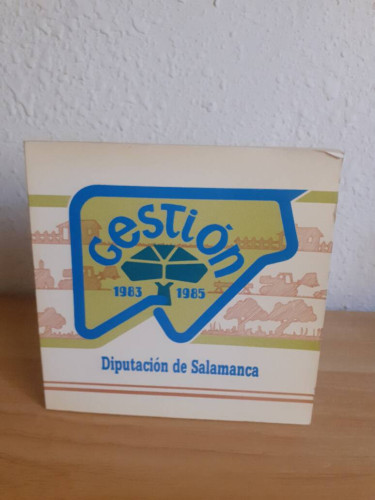 Gestión
1983 1985
Diputación de Salamanca